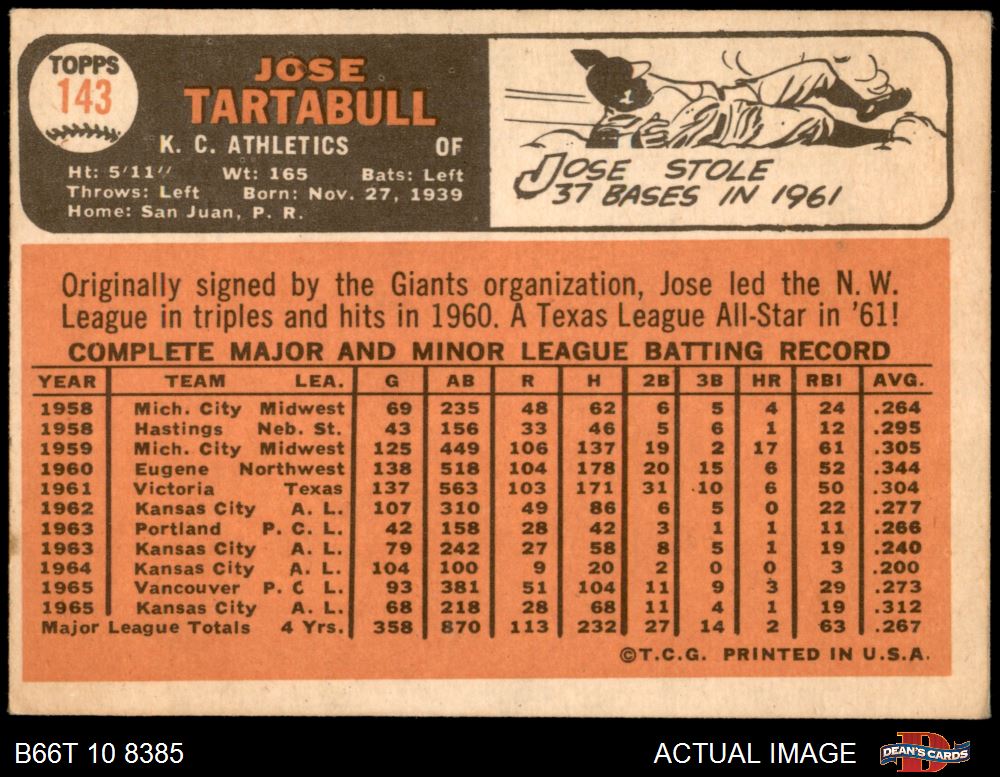 TOPPS
143
JOSE
TARTABULL
K. C. ATHLETICS OF
Ht: 5'11" Wt: 165 Bats: Left
Throws: Left Born: Nov. 27, 1939
Home: San Juan, P. R.
1
JOSE STOLE
37 BASES IN 1961
Originally signed by the Giants organization, Jose led the N. W.
League in triples and hits in 1960. A Texas League All-Star in '61!
COMPLETE MAJOR AND MINOR LEAGUE BATTING RECORD
YEAR TEAM LEA. G AB R H 2B 3B HR RBI AVG.
1958 Mich. City Midwest 69 235 48 62 6 5 4 24 .264
1958 Hastings Neb. St. 43 156 33 46 5 6 1 12 .295
1959 Mich. City Midwest 125 449 106 137 19 2 17 61 .305
1960 Eugene Northwest 138 518 104 178 20 15 6 52 .344
1961 Victoria Texas 137 563 103 171 31 10 6 50 .304
1962 Kansas City A. L. 107 310 49 86 6 5 0 22 .277
1963 Portland P. C. L. 42 158 28 42 3 1 1 11 .266
1963 Kansas City A. L. 79 242 27 58 8 5 1 19 .240
1964 Kansas City A. L. 104 100 9 20 2 0 0 3 .200
1965 Vancouver P. C L. 93 381 51 104 11 9 3 29 .273
1965 Kansas City A. L. 68 218 28 68 11 4 1 19 .312
Major League Totals 4 Yrs. 358 870 113 232 27 14 2 63 .267
©T.C.G. PRINTED IN U.S.A.
B66T 10 8385 ACTUAL IMAGE DEAN'S CARDS